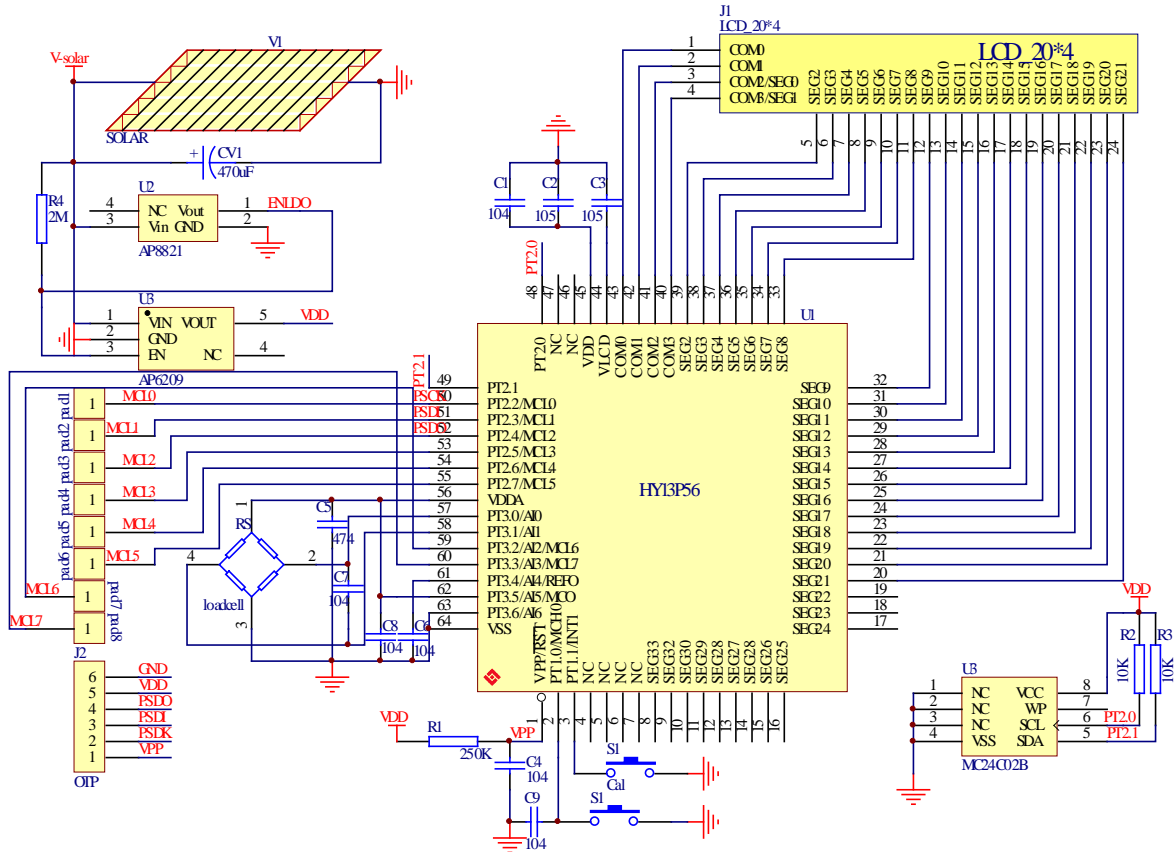 J1
LCD_20*4
LCD_20*4
1 COM0
2 COM1
3 COM2/SEG0
4 COM3/SEG1
SEG2 SEG3 SEG4 SEG5 SEG6 SEG7 SEG8 SEG9 SEG10 SEG11 SEG12 SEG13 SEG14 SEG15 SEG16 SEG17 SEG18 SEG19 SEG20 SEG21
5 6 7 8 9 10 11 12 13 14 15 16 17 18 19 20 21 22 23 24
V-solar
V1
SOLAR
+ CV1
470uF
R4
2M
U2
4 NC Vout 1 ENLDO
3 Vin GND 2
AP8821
U3
1 VIN VOUT 5 VDD
2 GND
3 EN NC 4
AP6209
C1 104
C2 105
C3 105
PT2.0
48 47 46 45 44 43 42 41 40 39 38 37 36 35 34 33
PT2.0 NC NC VDD VLCD COM0 COM1 COM2 COM3 SEG2 SEG3 SEG4 SEG5 SEG6 SEG7 SEG8
U1
HY13P56
PT2.1
49 PT2.1
PSCK 50 PT2.2/MCL0
PSDI 51 PT2.3/MCL1
PSDO 52 PT2.4/MCL2
53 PT2.5/MCL3
54 PT2.6/MCL4
55 PT2.7/MCL5
56 VDDA
57 PT3.0/AI0
58 PT3.1/AI1
59 PT3.2/AI2/MCL6
60 PT3.3/AI3/MCL7
61 PT3.4/AI4/REFO
62 PT3.5/AI5/MCO
63 PT3.6/AI6
64 VSS
SEG9 32
SEG10 31
SEG11 30
SEG12 29
SEG13 28
SEG14 27
SEG15 26
SEG16 25
SEG17 24
SEG18 23
SEG19 22
SEG20 21
SEG21 20
SEG22 19
SEG23 18
SEG24 17
VPP/RST PT1.0/MCH0 PT1.1/INT1 NC NC NC NC SEG33 SEG32 SEG30 SEG29 SEG28 SEG27 SEG28 SEG26 SEG25
1 2 3 4 5 6 7 8 9 10 11 12 13 14 15 16
pad1 1 MCL0
pad2 1 MCL1
pad3 1 MCL2
pad4 1 MCL3
pad5 1 MCL4
pad6 1 MCL5
pad7 1 MCL6
pad8 1 MCL7
RS
1
4 2
3
loadcell
C5
474
C7
104
C8
104
C6
104
J2
6 GND
5 VDD
4 PSDO
3 PSDI
2 PSDK
1 VPP
OTP
VDD
R1
250K
VPP
C4
104
C9
104
S1
Cal
S1
VDD
R2 10K
R3 10K
U3
1 NC VCC 8
2 NC WP 7
3 NC SCL 6 PT2.0
4 VSS SDA 5 PT2.1
MC24C02B